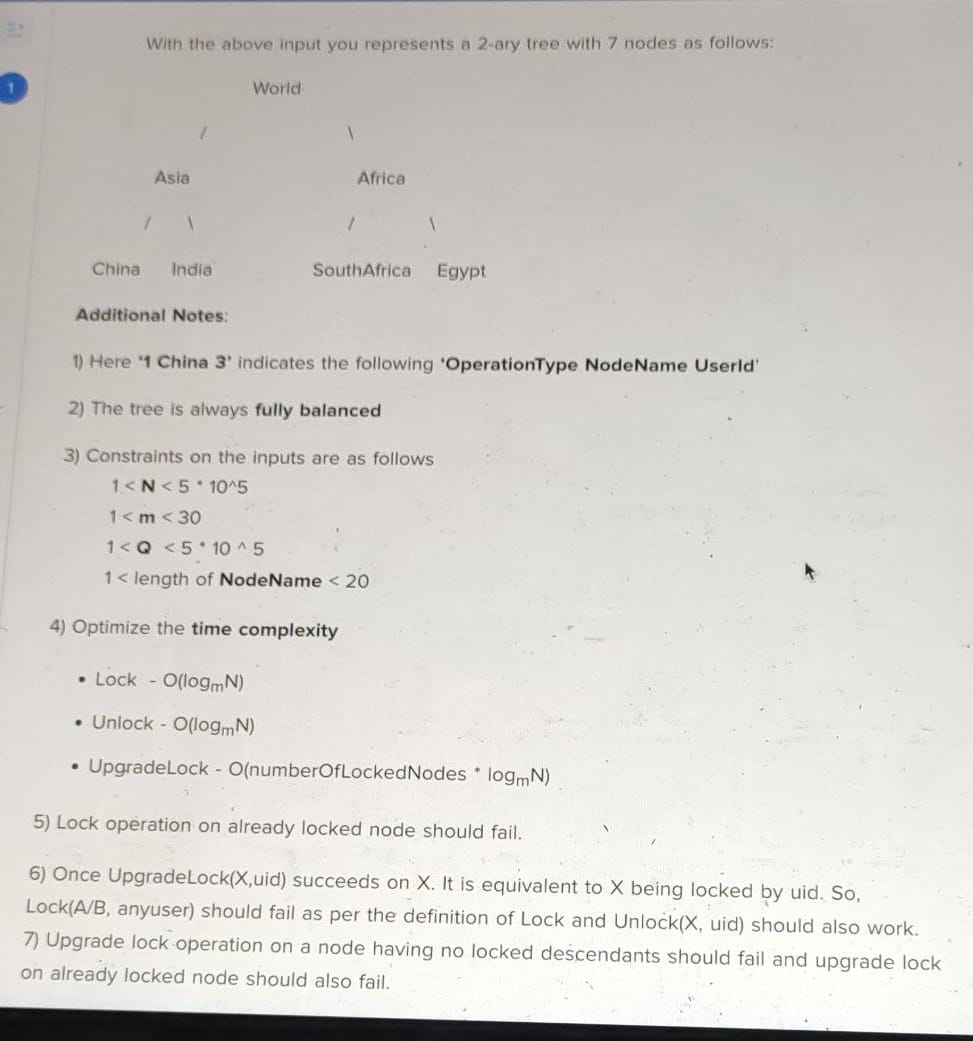 With the above input you represents a 2-ary tree with 7 nodes as follows:
1
World
/ \
Asia Africa
/ \ / \
China India SouthAfrica Egypt
Additional Notes:
1) Here '1 China 3' indicates the following 'OperationType NodeName UserId'
2) The tree is always fully balanced
3) Constraints on the inputs are as follows
1 < N < 5 * 10^5
1 < m < 30
1 < Q < 5 * 10 ^ 5
1 < length of NodeName < 20
4) Optimize the time complexity
• Lock - O(logmN)
• Unlock - O(logmN)
• UpgradeLock - O(numberOfLockedNodes * logmN)
5) Lock operation on already locked node should fail.
6) Once UpgradeLock(X,uid) succeeds on X. It is equivalent to X being locked by uid. So,
Lock(A/B, anyuser) should fail as per the definition of Lock and Unlock(X, uid) should also work.
7) Upgrade lock operation on a node having no locked descendants should fail and upgrade lock
on already locked node should also fail.